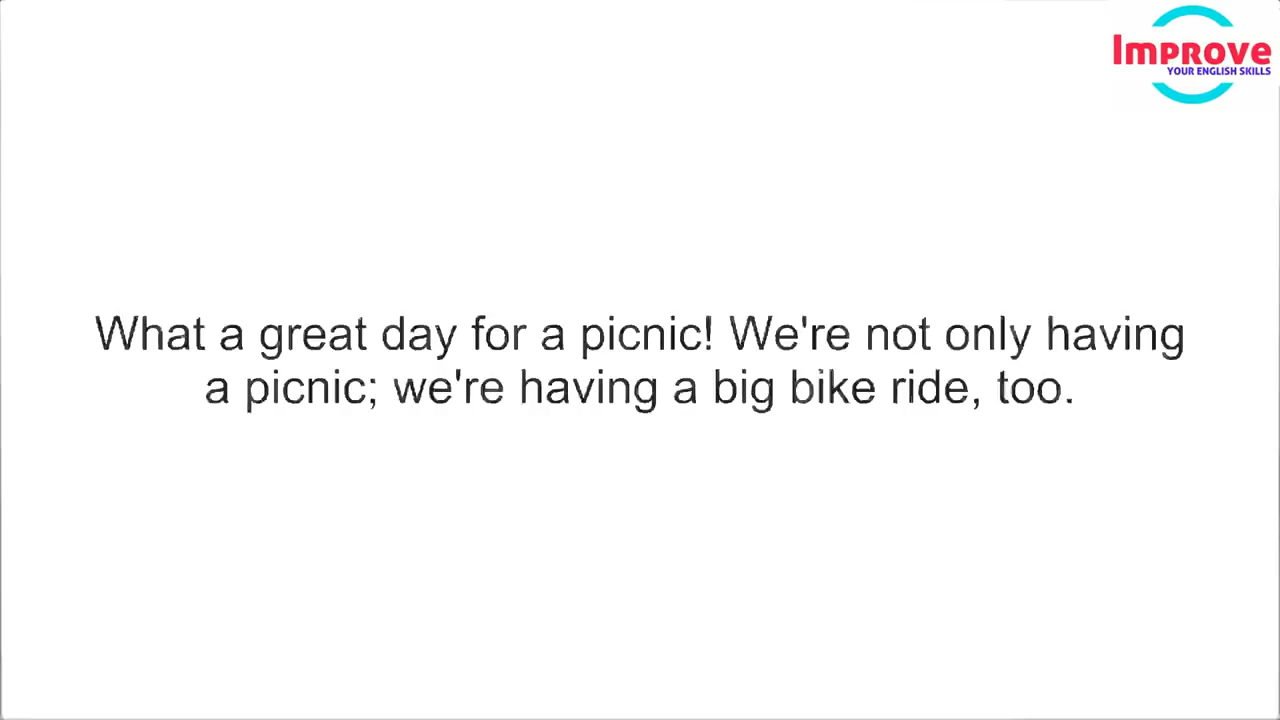 Improve
YOUR ENGLISH SKILLS
What a great day for a picnic! We're not only having
a picnic; we're having a big bike ride, too.